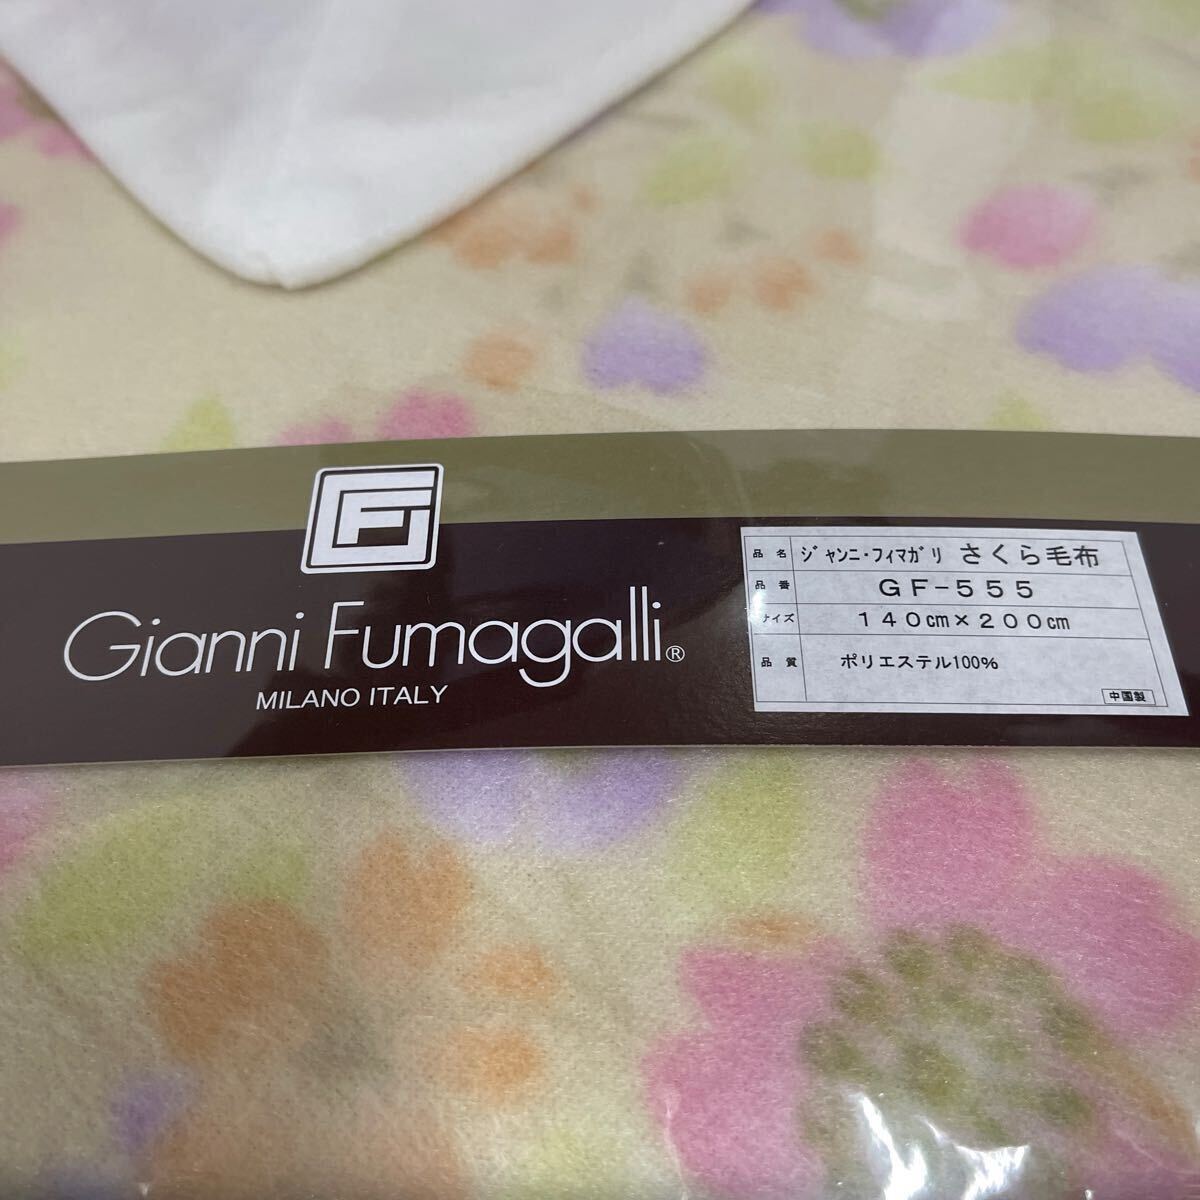 GF
Gianni Fumagalli®
MILANO ITALY
品名 ジャンニ・フィマガリ さくら毛布
品番 GF-555
サイズ 140cm×200cm
品質 ポリエステル100%
中国製